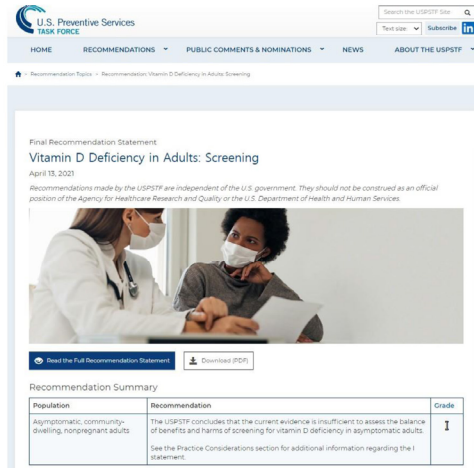 U.S. Preventive Services
TASK FORCE
Search the USPSTF Site
Text size:
Subscribe
in
HOME
RECOMMENDATIONS
PUBLIC COMMENTS & NOMINATIONS
NEWS
ABOUT THE USPSTF
Recommendation Topics
Recommendation: Vitamin D Deficiency in Adults: Screening
Final Recommendation Statement
Vitamin D Deficiency in Adults: Screening
April 13, 2021
Recommendations made by the USPSTF are independent of the U.S. government. They should not be construed as an official
position of the Agency for Healthcare Research and Quality or the U.S. Department of Health and Human Services.
Read the Full Recommendation Statement
Download (PDF)
Recommendation Summary
Population
Recommendation
Grade
Asymptomatic, community-
dwelling, nonpregnant adults
The USPSTF concludes that the current evidence is insufficient to assess the balance
of benefits and harms of screening for vitamin D deficiency in asymptomatic adults.
See the Practice Considerations section for additional information regarding the I
statement.
I